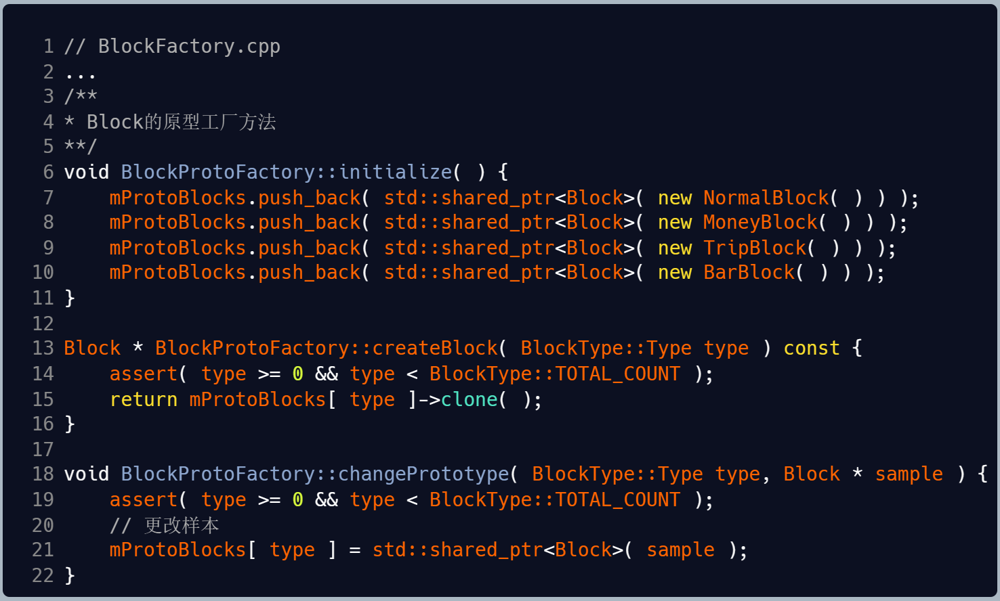 1 // BlockFactory.cpp
2 ...
3 /**
4 * Block的原型工厂方法
5 **/
6 void BlockProtoFactory::initialize( ) {
7     mProtoBlocks.push_back( std::shared_ptr<Block>( new NormalBlock( ) ) );
8     mProtoBlocks.push_back( std::shared_ptr<Block>( new MoneyBlock( ) ) );
9     mProtoBlocks.push_back( std::shared_ptr<Block>( new TripBlock( ) ) );
10     mProtoBlocks.push_back( std::shared_ptr<Block>( new BarBlock( ) ) );
11 }
12
13 Block * BlockProtoFactory::createBlock( BlockType::Type type ) const {
14     assert( type >= 0 && type < BlockType::TOTAL_COUNT );
15     return mProtoBlocks[ type ]->clone( );
16 }
17
18 void BlockProtoFactory::changePrototype( BlockType::Type type, Block * sample ) {
19     assert( type >= 0 && type < BlockType::TOTAL_COUNT );
20     // 更改样本
21     mProtoBlocks[ type ] = std::shared_ptr<Block>( sample );
22 }